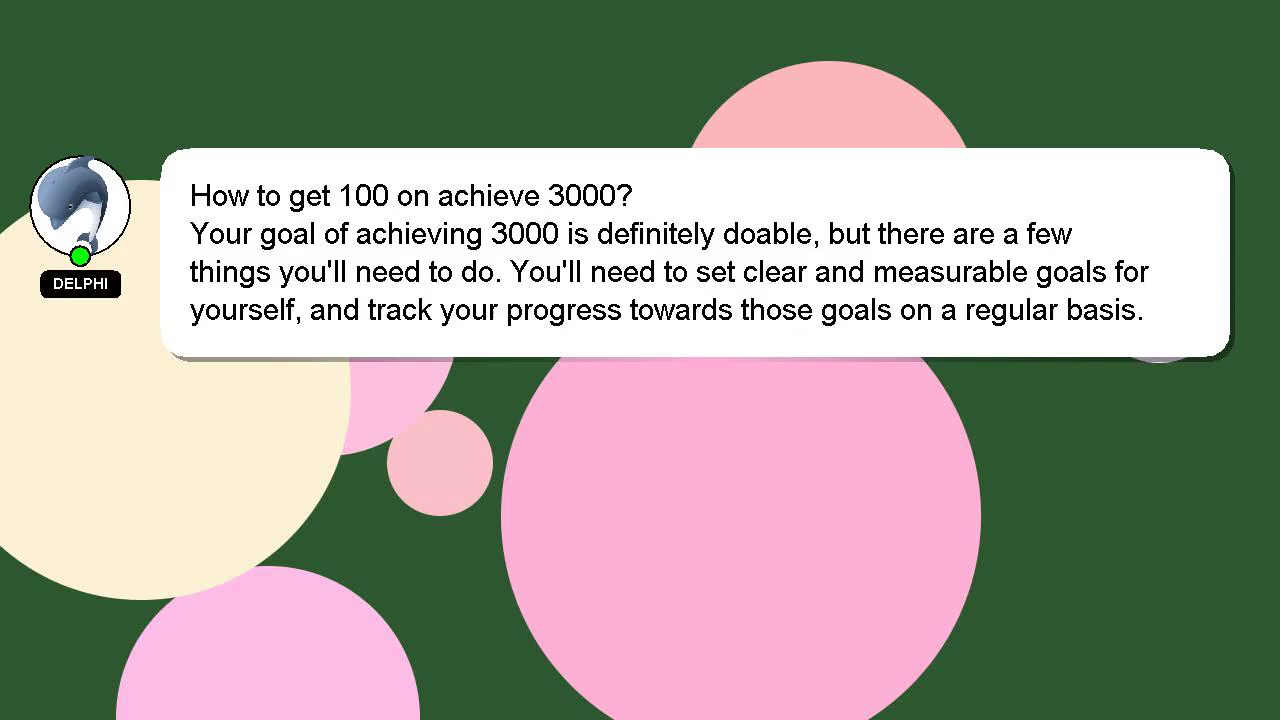 How to get 100 on achieve 3000?
Your goal of achieving 3000 is definitely doable, but there are a few
things you'll need to do. You'll need to set clear and measurable goals for
yourself, and track your progress towards those goals on a regular basis.
DELPHI